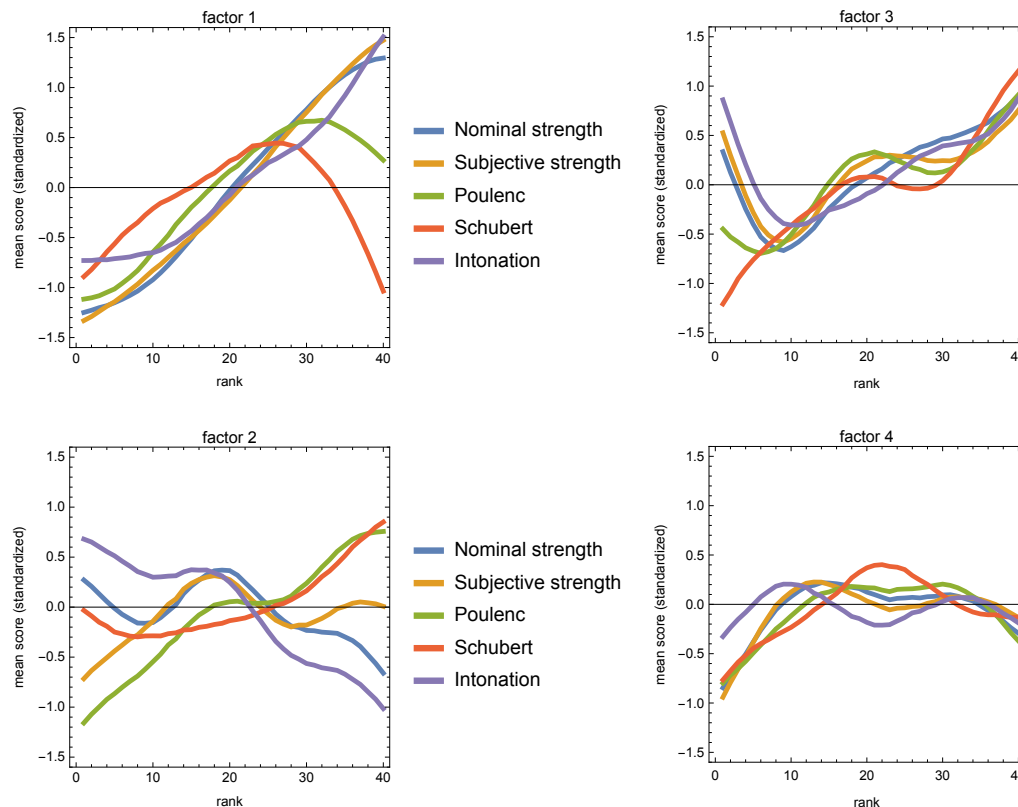 factor 1
1.5
1.0
0.5
0.0
−0.5
−1.0
−1.5
mean score (standardized)
0 10 20 30 40
rank
Nominal strength
Subjective strength
Poulenc
Schubert
Intonation
factor 3
1.5
1.0
0.5
0.0
−0.5
−1.0
−1.5
mean score (standardized)
0 10 20 30
rank
factor 2
1.5
1.0
0.5
0.0
−0.5
−1.0
−1.5
mean score (standardized)
0 10 20 30 40
rank
Nominal strength
Subjective strength
Poulenc
Schubert
Intonation
factor 4
1.5
1.0
0.5
0.0
−0.5
−1.0
−1.5
mean score (standardized)
0 10 20 30
rank